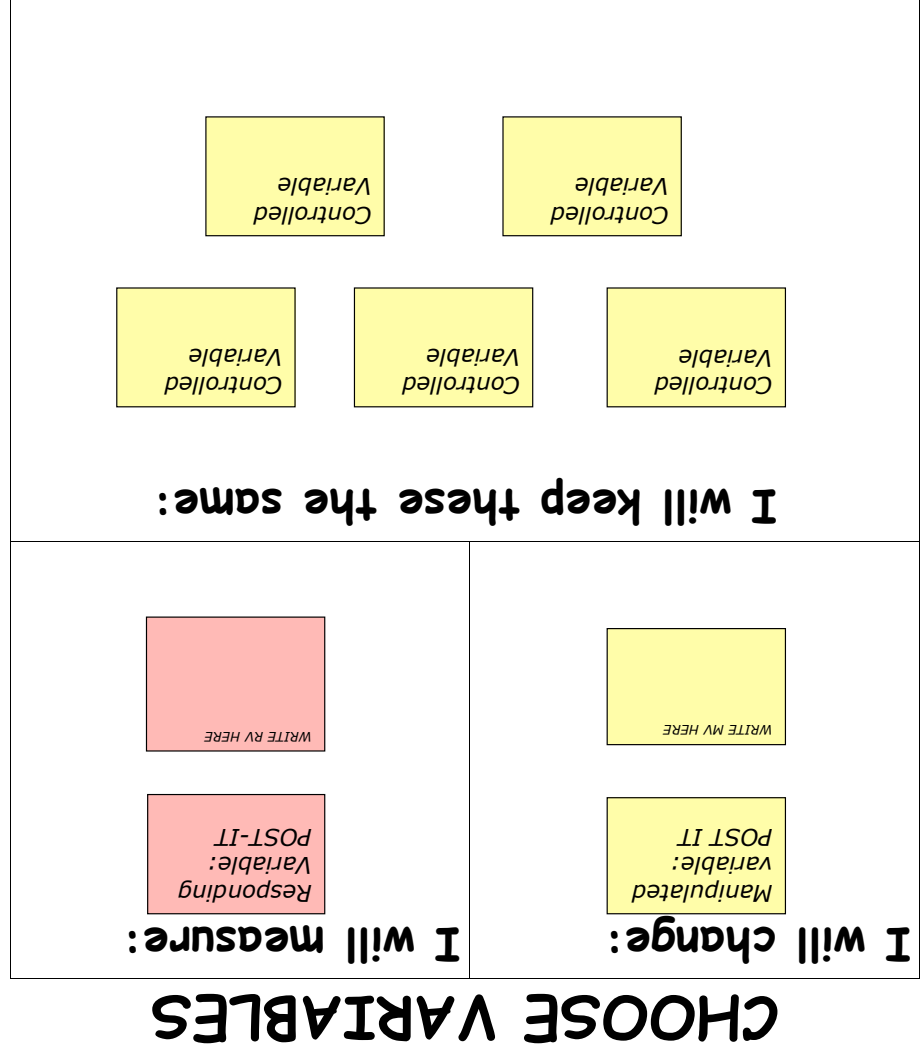 CHOOSE VARIABLES
I will change:
Manipulated
variable:
POST IT
WRITE MV HERE
I will measure:
Responding
Variable:
POST-IT
WRITE RV HERE
I will keep these the same:
Controlled
Variable
Controlled
Variable
Controlled
Variable
Controlled
Variable
Controlled
Variable